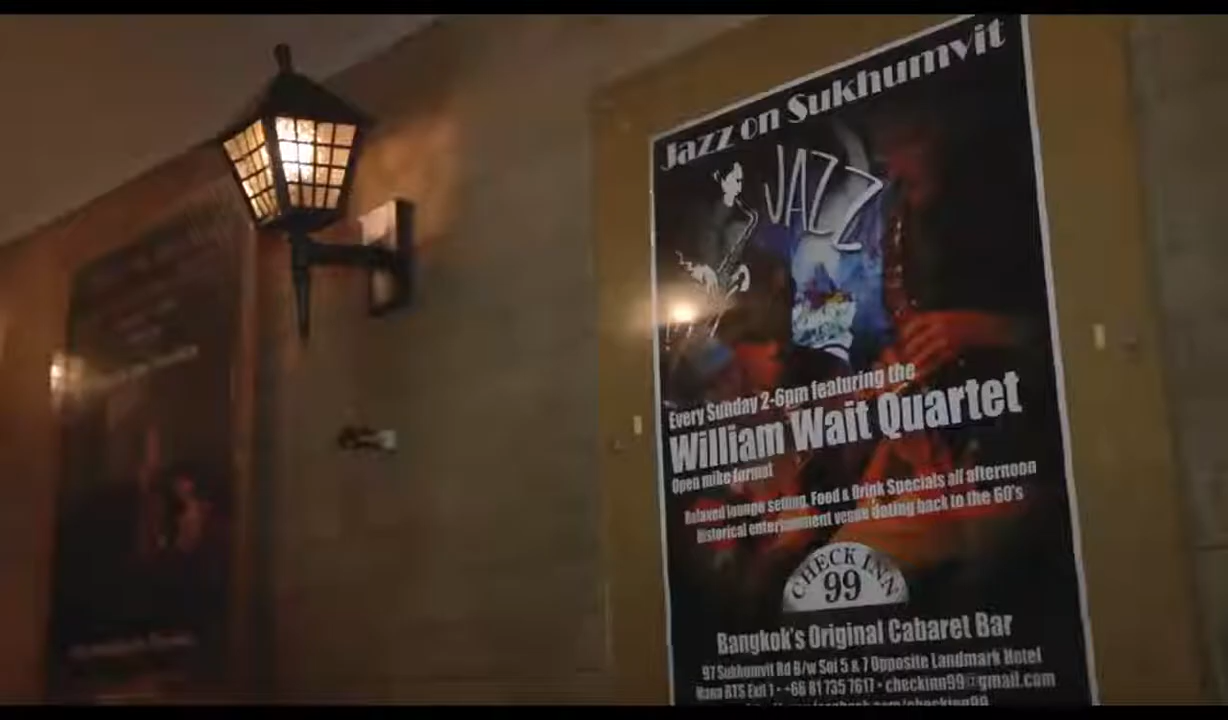 Jazz on Sukhumvit
JAZZ
Every Sunday 2-6pm featuring the
William Wait Quartet
Open mike format
Relaxed lounge setting, Food & Drink Specials all afternoon
Historical entertainment venue dating back to the 60's
CHECK INN
99
Bangkok's Original Cabaret Bar
97 Sukhumvit Rd B/w Soi 5 & 7 Opposite Landmark Hotel
Nana BTS Exit 1 • +66 81 735 7617 • checkinn99@gmail.com